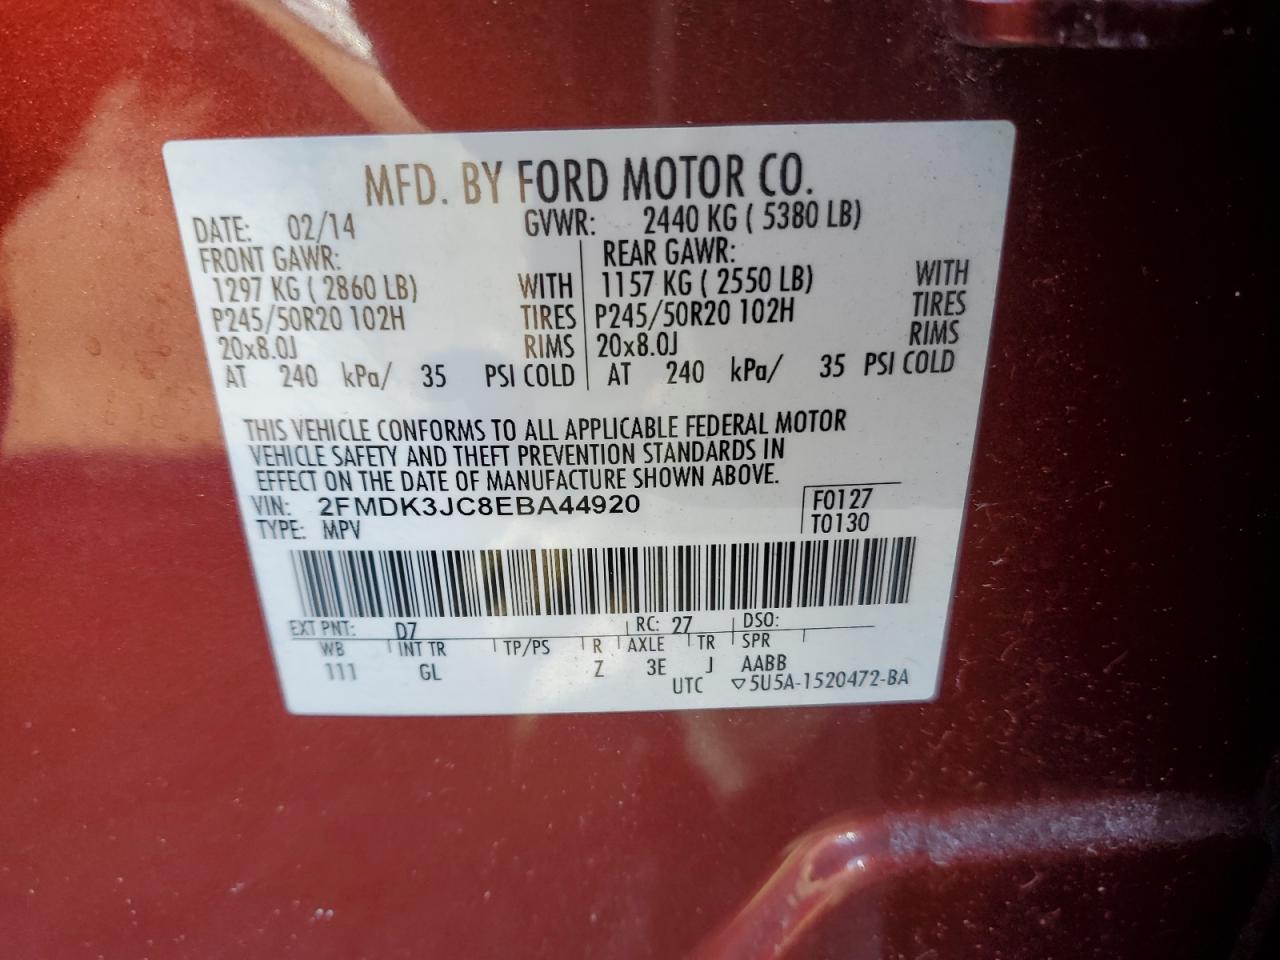 MFD. BY FORD MOTOR CO.
DATE: 02/14 GVWR: 2440 KG ( 5380 LB)
FRONT GAWR: REAR GAWR:
1297 KG ( 2860 LB) WITH 1157 KG ( 2550 LB) WITH
P245/50R20 102H TIRES P245/50R20 102H TIRES
20x8.0J RIMS 20x8.0J RIMS
AT 240 kPa/ 35 PSI COLD AT 240 kPa/ 35 PSI COLD
THIS VEHICLE CONFORMS TO ALL APPLICABLE FEDERAL MOTOR
VEHICLE SAFETY AND THEFT PREVENTION STANDARDS IN
EFFECT ON THE DATE OF MANUFACTURE SHOWN ABOVE.
VIN: 2FMDK3JC8EBA44920 F0127
TYPE: MPV T0130
EXT PNT: D7 RC: 27 DSO:
WB INT TR TP/PS R AXLE TR SPR
111 GL Z 3E J AABB
UTC ▽5U5A-1520472-BA